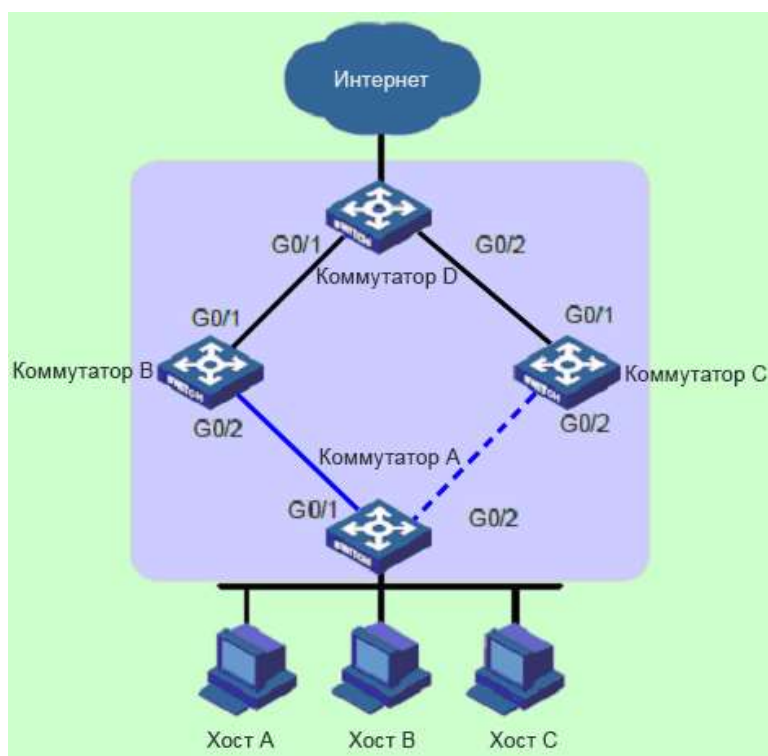 Интернет
G0/1
G0/2
Коммутатор D
G0/1
G0/1
Коммутатор B
Коммутатор C
G0/2
G0/2
Коммутатор A
G0/1
G0/2
Хост A
Хост B
Хост C